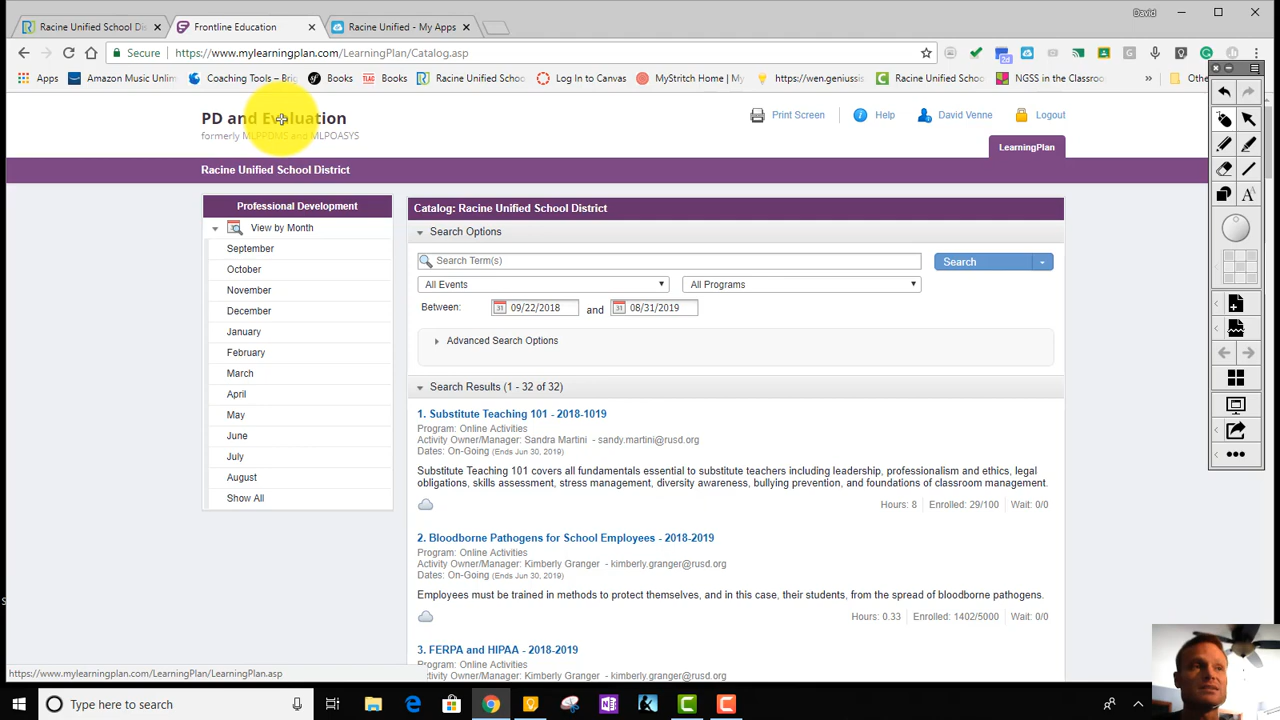 David
Racine Unified School Dis
Frontline Education
Racine Unified - My Apps
Secure
https://www.mylearningplan.com/LearningPlan/Catalog.asp
2d
Apps
Amazon Music Unlim
Coaching Tools – Brig
Books
TLAC
Books
Racine Unified Schoo
Log In to Canvas
MyStritch Home | My
https://wen.geniussis
Racine Unified Schoo
NGSS in the Classroo
»
Othe
PD and Evaluation
formerly MLPPDMS and MLPOASYS
Print Screen
Help
David Venne
Logout
LearningPlan
Racine Unified School District
Professional Development
View by Month
September
October
November
December
January
February
March
April
May
June
July
August
Show All
Catalog: Racine Unified School District
Search Options
Search Term(s)
Search
All Events
All Programs
Between:
31
09/22/2018
and
31
08/31/2019
Advanced Search Options
Search Results (1 - 32 of 32)
1. Substitute Teaching 101 - 2018-1019
Program: Online Activities
Activity Owner/Manager: Sandra Martini - sandy.martini@rusd.org
Dates: On-Going (Ends Jun 30, 2019)
Substitute Teaching 101 covers all fundamentals essential to substitute teachers including leadership, professionalism and ethics, legal
obligations, skills assessment, stress management, diversity awareness, bullying prevention, and foundations of classroom management.
Hours: 8
Enrolled: 29/100
Wait: 0/0
2. Bloodborne Pathogens for School Employees - 2018-2019
Program: Online Activities
Activity Owner/Manager: Kimberly Granger - kimberly.granger@rusd.org
Dates: On-Going (Ends Jun 30, 2019)
Employees must be trained in methods to protect themselves, and in this case, their students, from the spread of bloodborne pathogens.
Hours: 0.33
Enrolled: 1402/5000
Wait: 0/0
3. FERPA and HIPAA - 2018-2019
Program: Online Activities
Activity Owner/Manager: Kimberly Granger - kimberly.granger@rusd.org
https://www.mylearningplan.com/LearningPlan/LearningPlan.asp
Type here to search